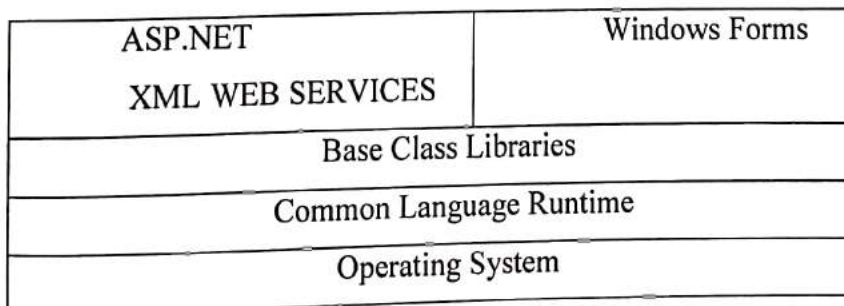 ASP.NET
XML WEB SERVICES
Windows Forms
Base Class Libraries
Common Language Runtime
Operating System